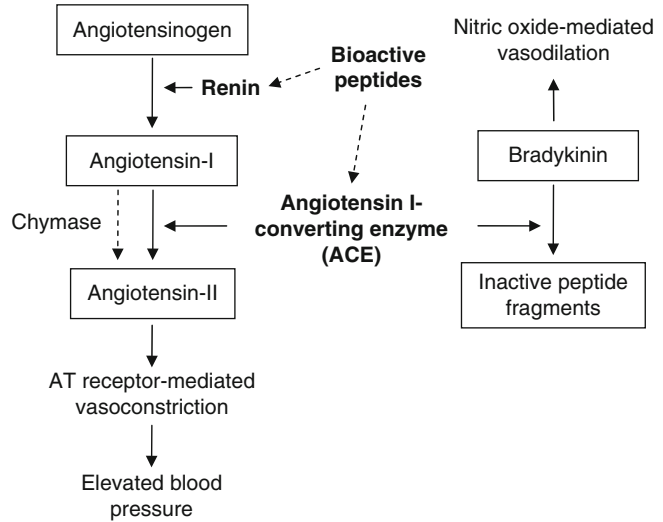 Angiotensinogen
Renin
Bioactive
peptides
Nitric oxide-mediated
vasodilation
Angiotensin-I
Bradykinin
Chymase
Angiotensin I-
converting enzyme
(ACE)
Angiotensin-II
Inactive peptide
fragments
AT receptor-mediated
vasoconstriction
Elevated blood
pressure